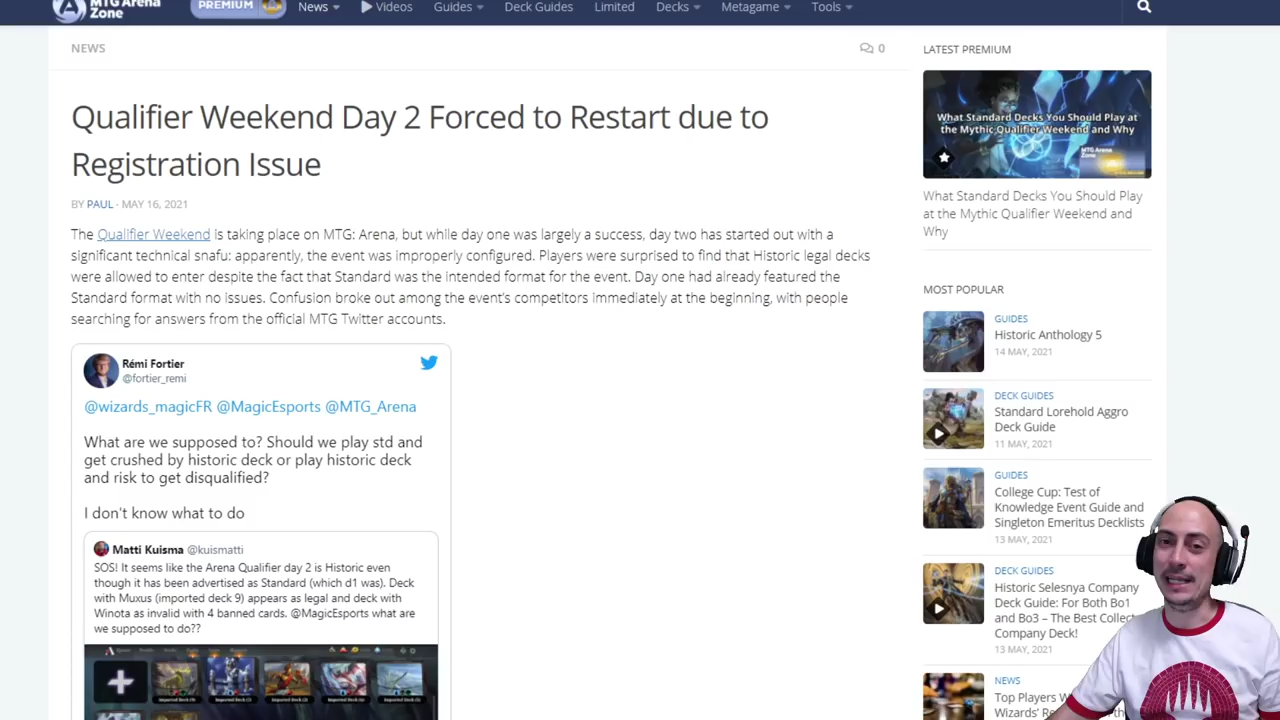 MTG Arena
Zone
PREMIUM
News
Videos
Guides
Deck Guides
Limited
Decks
Metagame
Tools
NEWS
0
Qualifier Weekend Day 2 Forced to Restart due to
Registration Issue
BY PAUL - MAY 16, 2021
The Qualifier Weekend is taking place on MTG: Arena, but while day one was largely a success, day two has started out with a
significant technical snafu: apparently, the event was improperly configured. Players were surprised to find that Historic legal decks
were allowed to enter despite the fact that Standard was the intended format for the event. Day one had already featured the
Standard format with no issues. Confusion broke out among the event's competitors immediately at the beginning, with people
searching for answers from the official MTG Twitter accounts.
Rémi Fortier
@fortier_remi
@wizards_magicFR @MagicEsports @MTG_Arena
What are we supposed to? Should we play std and
get crushed by historic deck or play historic deck
and risk to get disqualified?
I don't know what to do
Matti Kuisma @kuismatti
SOS! It seems like the Arena Qualifier day 2 is Historic even
though it has been advertised as Standard (which d1 was). Deck
with Muxus (imported deck 9) appears as legal and deck with
Winota as invalid with 4 banned cards. @MagicEsports what are
we supposed to do??
LATEST PREMIUM
What Standard Decks You Should Play at
the Mythic Qualifier Weekend and Why
MTG Arena
Zone
What Standard Decks You Should Play
at the Mythic Qualifier Weekend and
Why
MOST POPULAR
GUIDES
Historic Anthology 5
14 MAY, 2021
DECK GUIDES
Standard Lorehold Aggro
Deck Guide
11 MAY, 2021
GUIDES
College Cup: Test of
Knowledge Event Guide and
Singleton Emeritus Decklists
13 MAY, 2021
DECK GUIDES
Historic Selesnya Company
Deck Guide: For Both Bo1
and Bo3 – The Best Collec
Company Deck!
13 MAY, 2021
NEWS
Top Players W
Wizards' Re